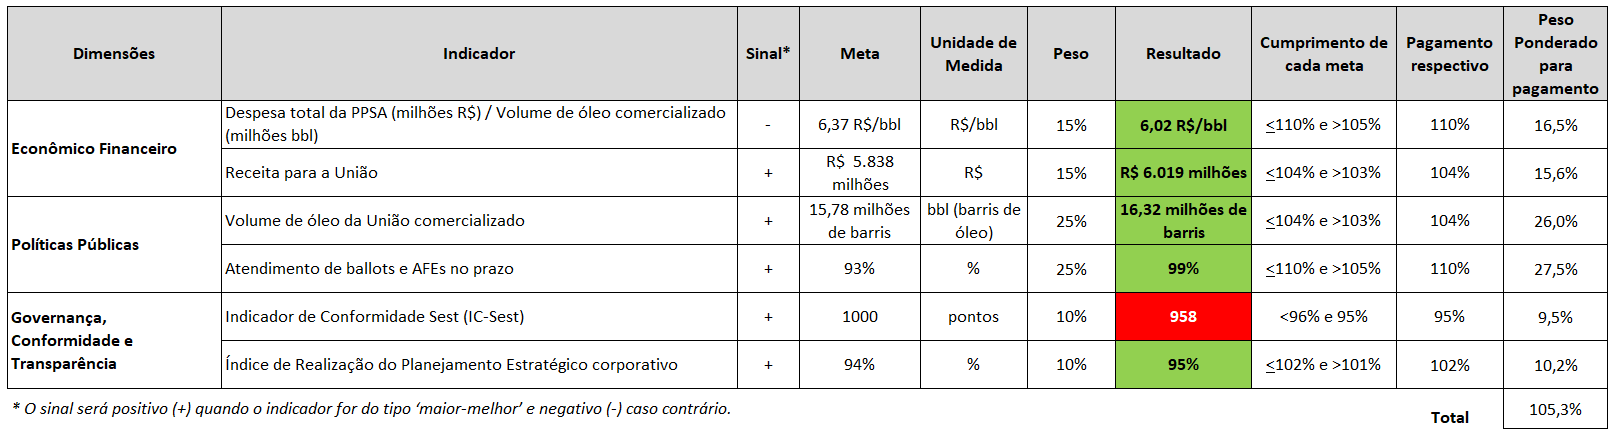 Dimensões Indicador Sinal* Meta Unidade de Medida Peso Resultado Cumprimento de cada meta Pagamento respectivo Peso Ponderado para pagamento
Econômico Financeiro
Despesa total da PPSA (milhões R$) / Volume de óleo comercializado (milhões bbl) - 6,37 R$/bbl R$/bbl 15% 6,02 R$/bbl ≤110% e >105% 110% 16,5%
Receita para a União + R$ 5.838 milhões R$ 15% R$ 6.019 milhões ≤104% e >103% 104% 15,6%
Políticas Públicas
Volume de óleo da União comercializado + 15,78 milhões de barris bbl (barris de óleo) 25% 16,32 milhões de barris ≤104% e >103% 104% 26,0%
Atendimento de ballots e AFEs no prazo + 93% % 25% 99% ≤110% e >105% 110% 27,5%
Governança, Conformidade e Transparência
Indicador de Conformidade Sest (IC-Sest) + 1000 pontos 10% 958 <96% e 95% 95% 9,5%
Índice de Realização do Planejamento Estratégico corporativo + 94% % 10% 95% ≤102% e >101% 102% 10,2%
* O sinal será positivo (+) quando o indicador for do tipo ‘maior-melhor’ e negativo (-) caso contrário.
Total 105,3%